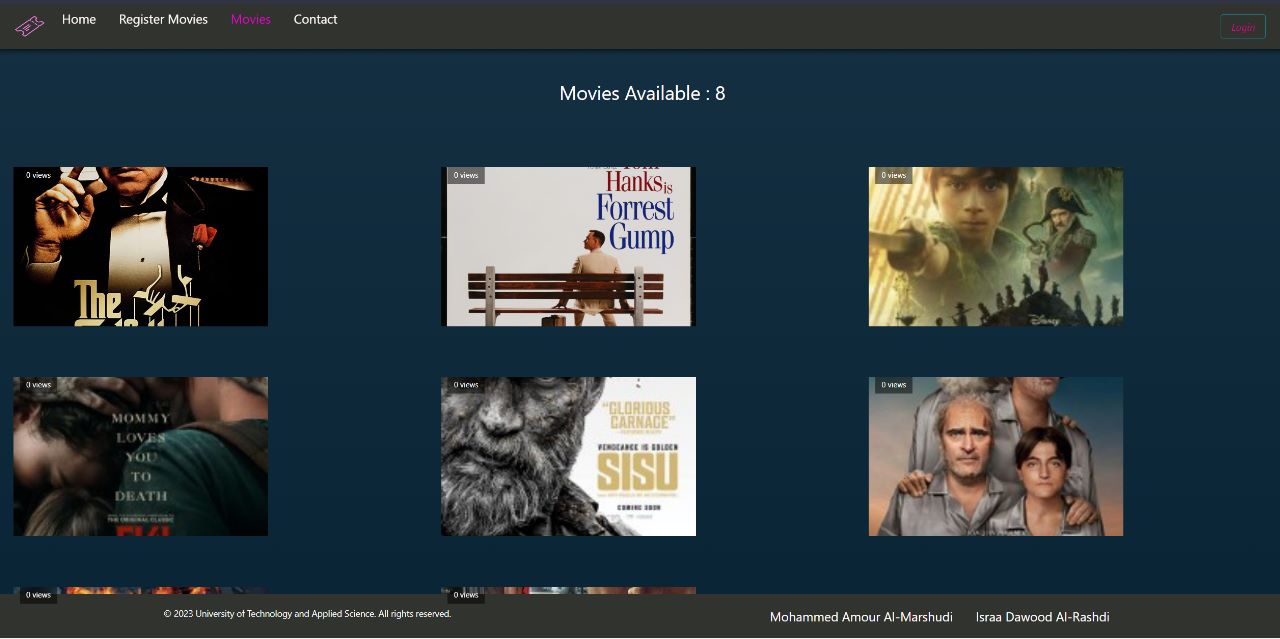 Home Register Movies Movies Contact Login
Movies Available : 8
0 views
The
0 views
Hanks is
Forrest
Gump
0 views
Disney
0 views
MOMMY
LOVES
YOU
TO
DEATH
0 views
"GLORIOUS
CARNAGE"
VENGEANCE IS GOLDEN
SISU
COMING SOON
0 views
0 views
0 views
© 2023 University of Technology and Applied Science. All rights reserved.
Mohammed Amour Al-Marshudi Israa Dawood Al-Rashdi